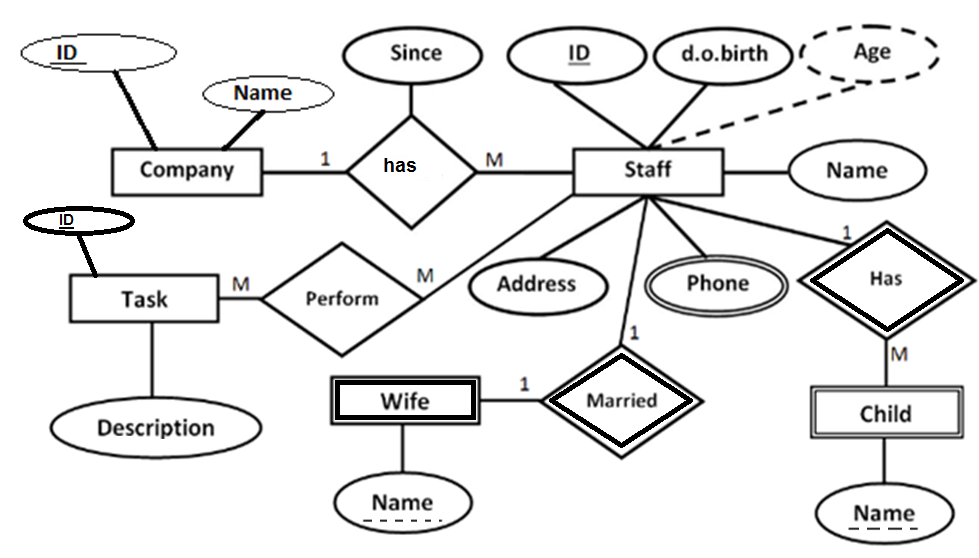 ID
Since
ID
d.o.birth
Age
Name
Company
1
has
M
Staff
Name
ID
1
Task
M
Perform
M
Address
Phone
Has
1
M
Wife
1
Married
Child
Description
Name
Name